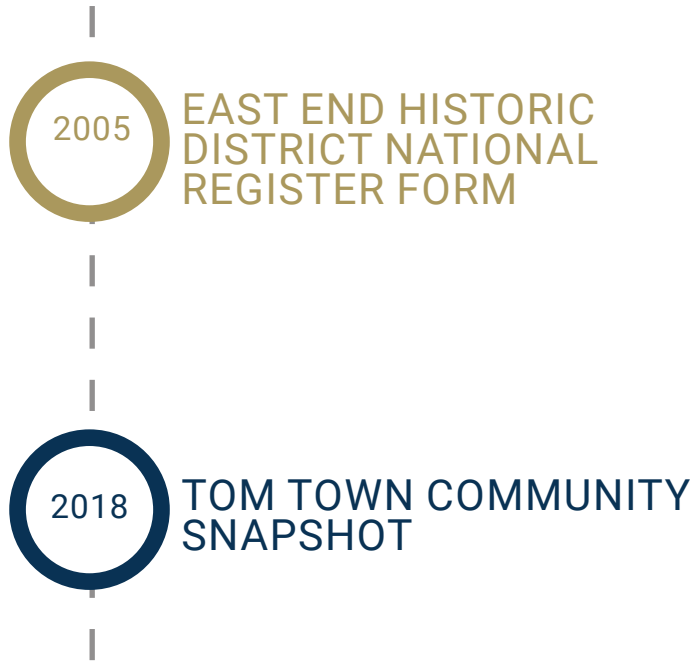 2005
EAST END HISTORIC
DISTRICT NATIONAL
REGISTER FORM
2018
TOM TOWN COMMUNITY
SNAPSHOT